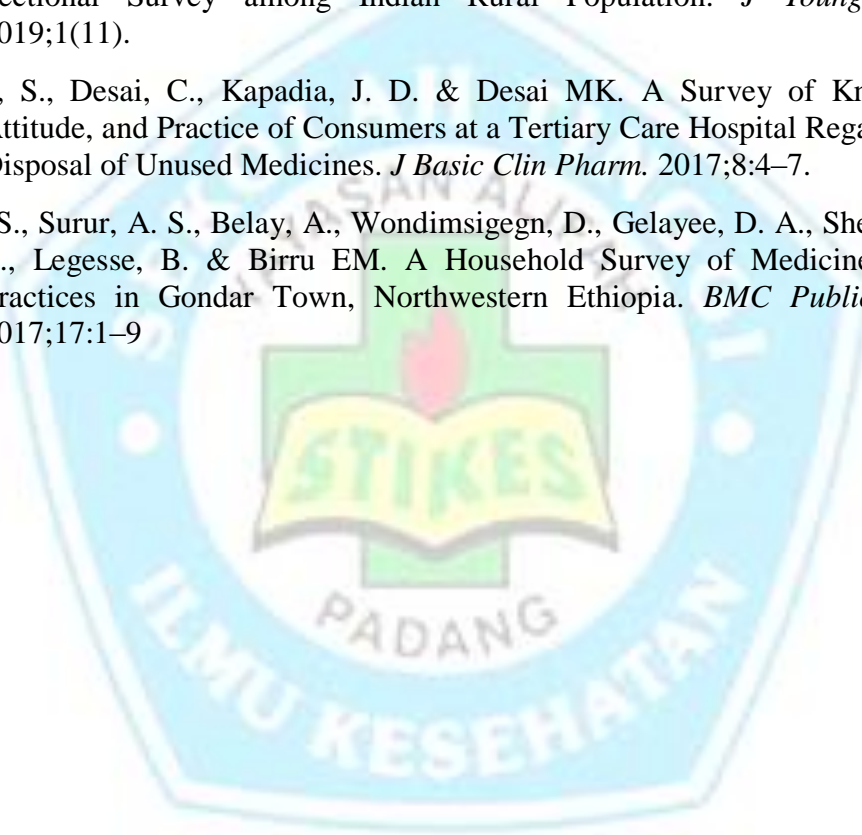 ectional Survey among Indian Rural Population. J Young
019;1(11).
, S., Desai, C., Kapadia, J. D. & Desai MK. A Survey of Kn
Attitude, and Practice of Consumers at a Tertiary Care Hospital Rega
Disposal of Unused Medicines. J Basic Clin Pharm. 2017;8:4–7.
S., Surur, A. S., Belay, A., Wondimsigegn, D., Gelayee, D. A., She
., Legesse, B. & Birru EM. A Household Survey of Medicine
ractices in Gondar Town, Northwestern Ethiopia. BMC Public
017;17:1–9
STIKES
PADANG
ILMU KESEHATAN